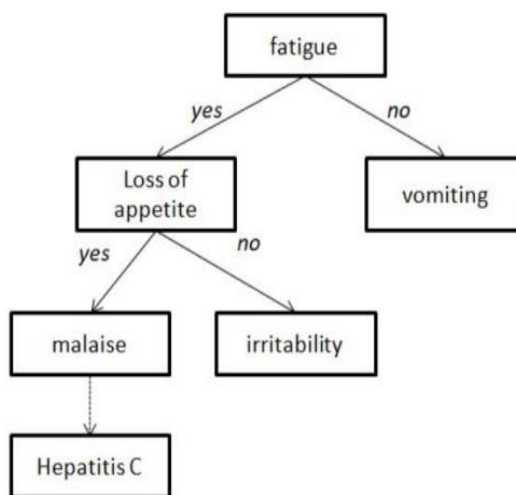 fatigue
yes
no
Loss of
appetite
vomiting
yes
no
malaise
irritability
Hepatitis C